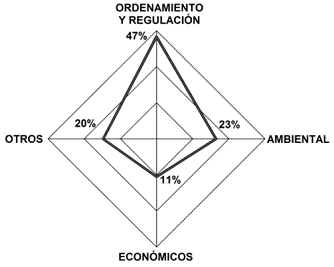 ORDENAMIENTO
Y REGULACIÓN
47%
20%
23%
OTROS
AMBIENTAL
11%
ECONÓMICOS